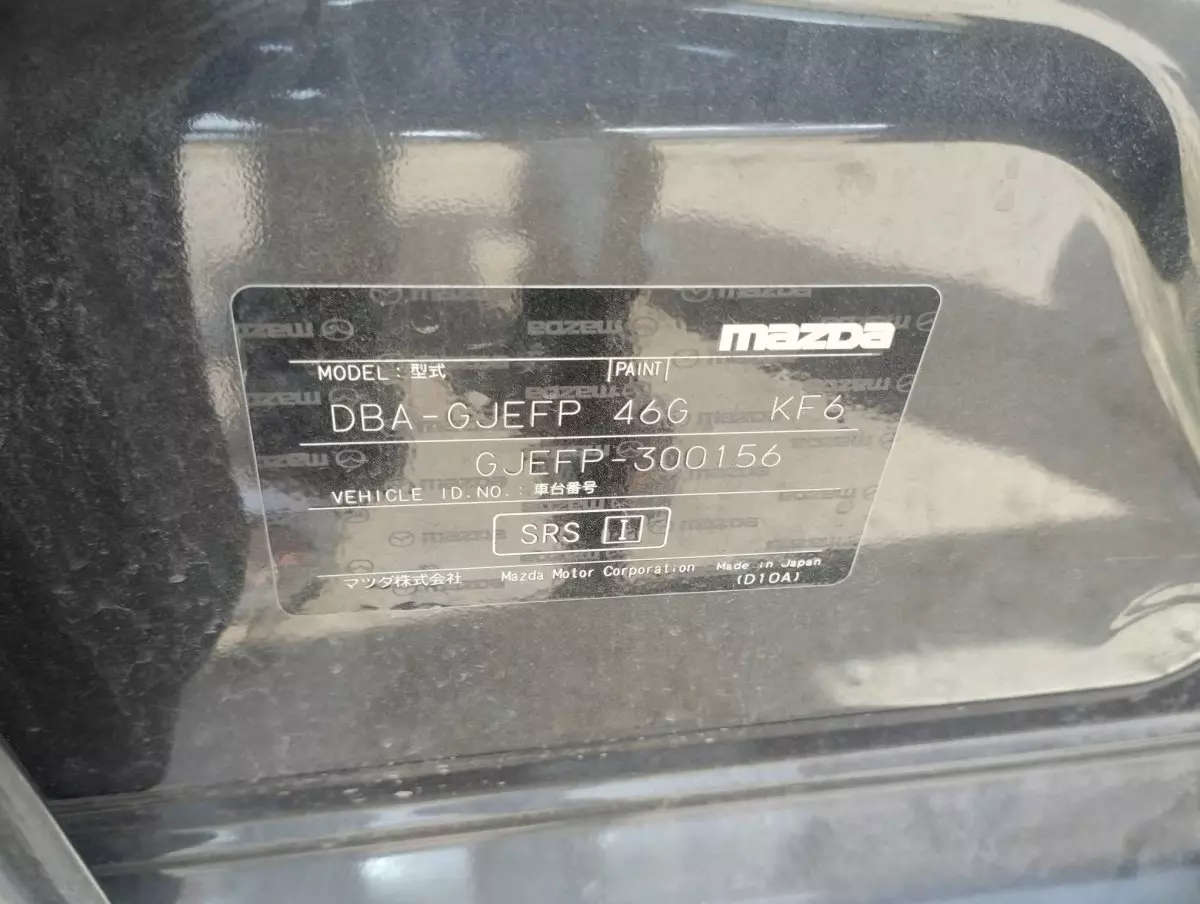 mazda
MODEL : 型式 PAINT
DBA-GJEFP 46G KF6
GJEFP-300156
VEHICLE ID.NO. : 車台番号
SRS I
マツダ株式会社 Mazda Motor Corporation Made in Japan
(D10A)